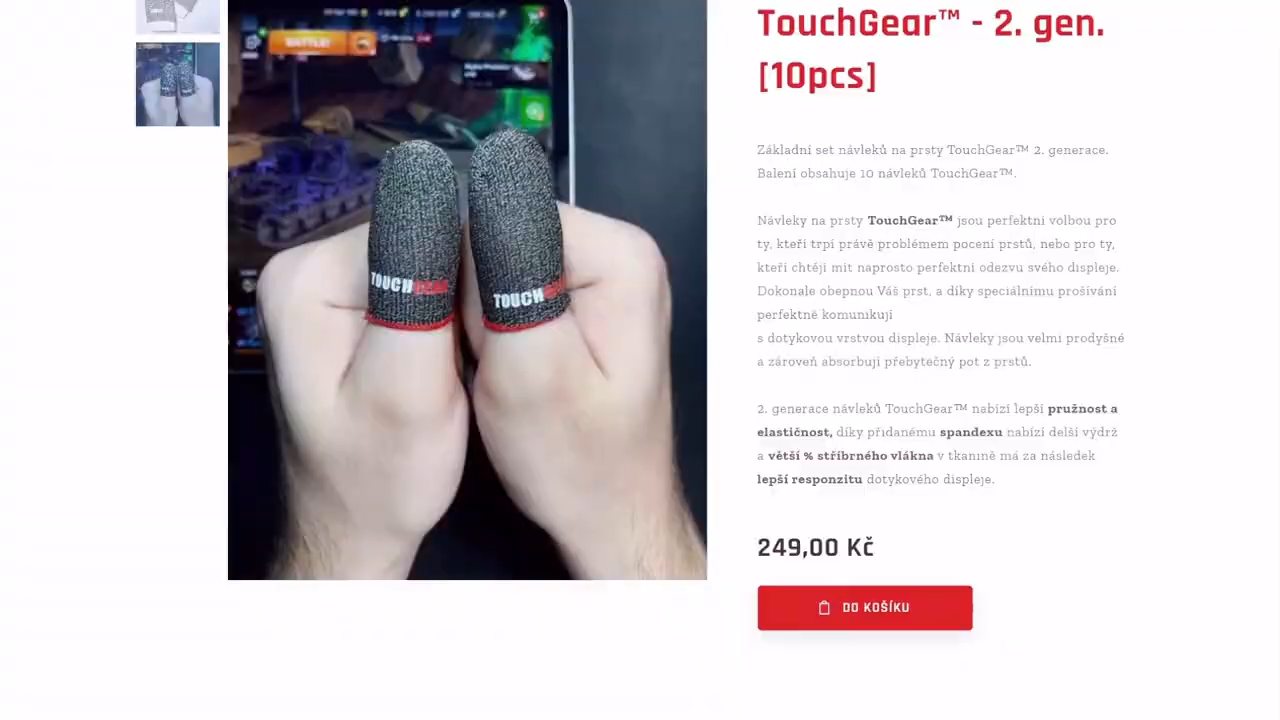 TouchGear™ - 2. gen.
[10pcs]
BATTLE!
TOUCHGEAR
TOUCH
Základní set návleků na prsty TouchGear™ 2. generace.
Balení obsahuje 10 návleků TouchGear™.
Návleky na prsty TouchGear™ jsou perfektní volbou pro
ty, kteří trpí právě problémem pocení prstů, nebo pro ty,
kteří chtějí mít naprosto perfektní odezvu svého displeje.
Dokonale obepnou Váš prst, a díky speciálnímu prošívání
perfektně komunikují
s dotykovou vrstvou displeje. Návleky jsou velmi prodyšné
a zároveň absorbují přebytečný pot z prstů.
2. generace návleků TouchGear™ nabízí lepší pružnost a
elastičnost, díky přidanému spandexu nabízí delší výdrž
a větší % stříbrného vlákna v tkanině má za následek
lepší responzitu dotykového displeje.
249,00 Kč
DO KOŠÍKU